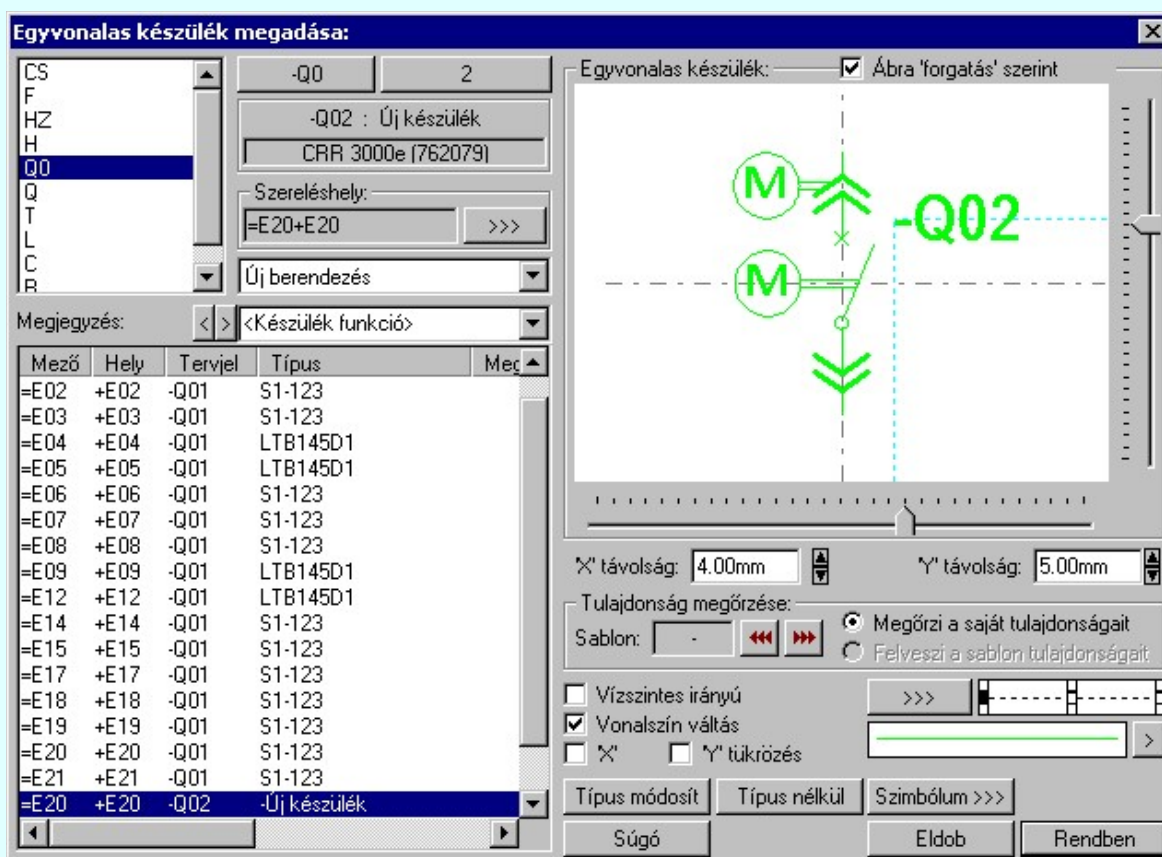 Egyvonalas készülék megadása:
CS
F
HZ
H
Q0
Q
T
L
C
-Q0
2
-Q02 : Új készülék
CRR 3000e (762079)
Szereléshely:
=E20+E20
>>>
Új berendezés
Megjegyzés:
< >
<Készülék funkció>
Mező Hely Tervjel Típus
=E02 +E02 -Q01 S1-123
=E03 +E03 -Q01 S1-123
=E04 +E04 -Q01 LTB145D1
=E05 +E05 -Q01 LTB145D1
=E06 +E06 -Q01 S1-123
=E07 +E07 -Q01 S1-123
=E08 +E08 -Q01 S1-123
=E09 +E09 -Q01 LTB145D1
=E12 +E12 -Q01 LTB145D1
=E14 +E14 -Q01 S1-123
=E15 +E15 -Q01 S1-123
=E17 +E17 -Q01 S1-123
=E18 +E18 -Q01 S1-123
=E19 +E19 -Q01 S1-123
=E20 +E20 -Q01 S1-123
=E21 +E21 -Q01 S1-123
=E20 +E20 -Q02 -Új készülék
Egyvonalas készülék:
Ábra 'forgatás' szerint
M
-Q02
M
'X' távolság: 4.00mm
'Y' távolság: 5.00mm
Tulajdonság megőrzése:
Sablon: -
Megőrzi a saját tulajdonságait
Felveszi a sablon tulajdonságait
Vízszintes irányú
>>>
Vonalszín váltás
>
'X'
'Y' tükrözés
Típus módosít
Típus nélkül
Szimbólum >>>
Súgó
Eldob
Rendben